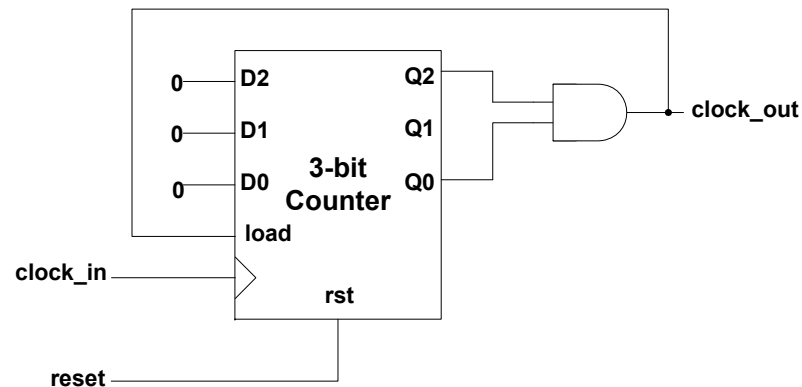 0 D2 Q2
clock_out
0 D1 Q1
3-bit
Counter
0 D0 Q0
load
clock_in
rst
reset